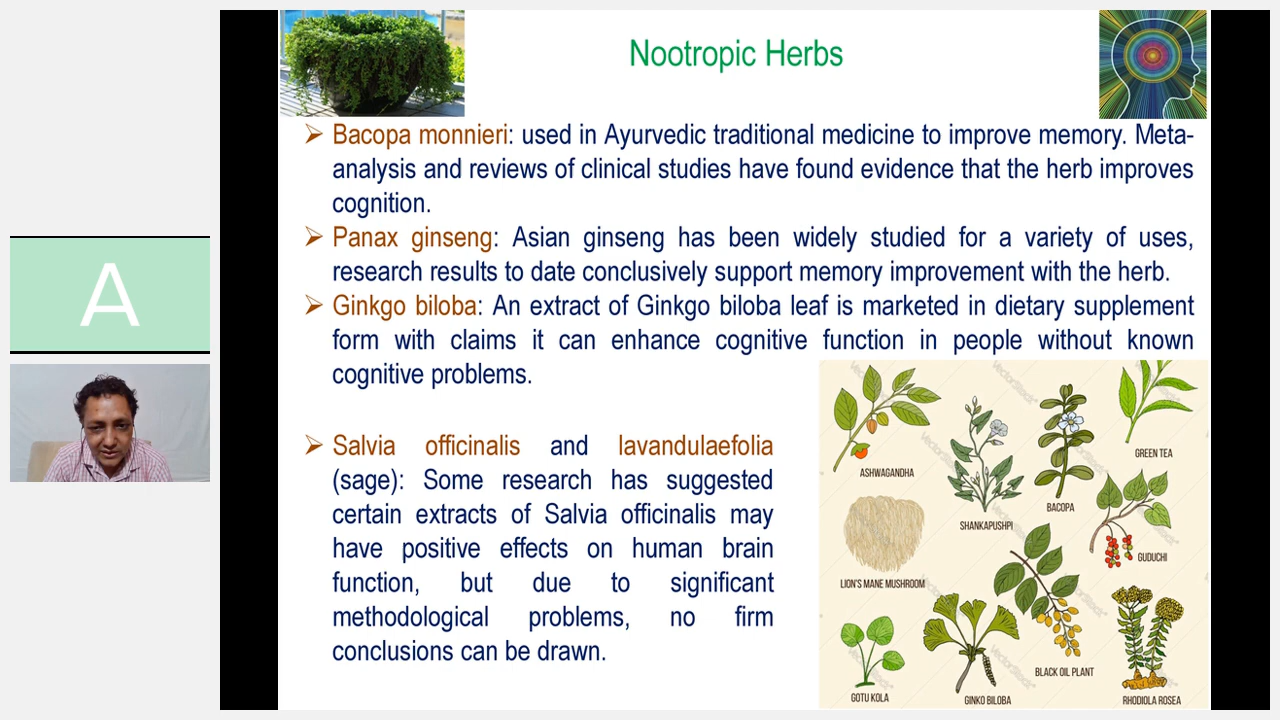 Nootropic Herbs
A
➢ Bacopa monnieri: used in Ayurvedic traditional medicine to improve memory. Meta-
analysis and reviews of clinical studies have found evidence that the herb improves
cognition.
➢ Panax ginseng: Asian ginseng has been widely studied for a variety of uses,
research results to date conclusively support memory improvement with the herb.
➢ Ginkgo biloba: An extract of Ginkgo biloba leaf is marketed in dietary supplement
form with claims it can enhance cognitive function in people without known
cognitive problems.
➢ Salvia officinalis and lavandulaefolia
(sage): Some research has suggested
certain extracts of Salvia officinalis may
have positive effects on human brain
function, but due to significant
methodological problems, no firm
conclusions can be drawn.
ASHWAGANDHA
SHANKAPUSHPI
BACOPA
GREEN TEA
LION'S MANE MUSHROOM
GUDUCHI
GOTU KOLA
GINKO BILOBA
BLACK OIL PLANT
RHODIOLA ROSEA